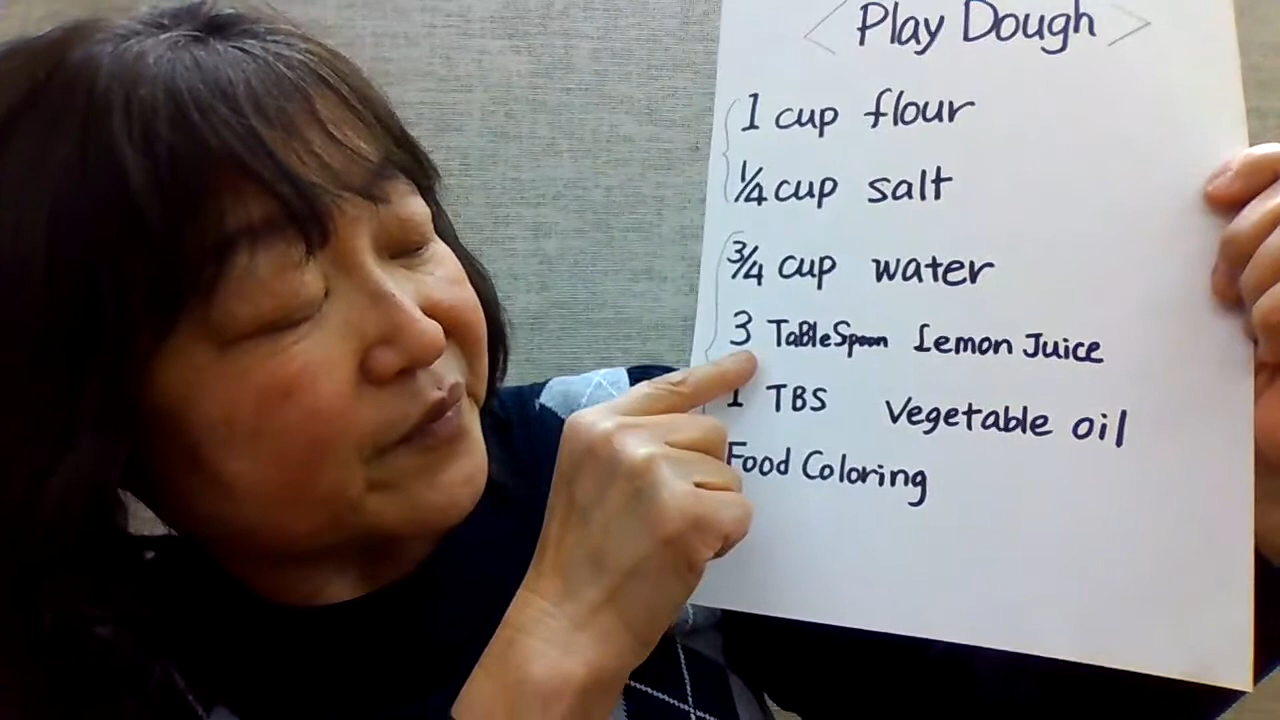 <Play Dough>
1 cup flour
1/4 cup salt
3/4 cup water
3 TaBleSpoon Lemon Juice
1 TBS Vegetable oil
Food Coloring